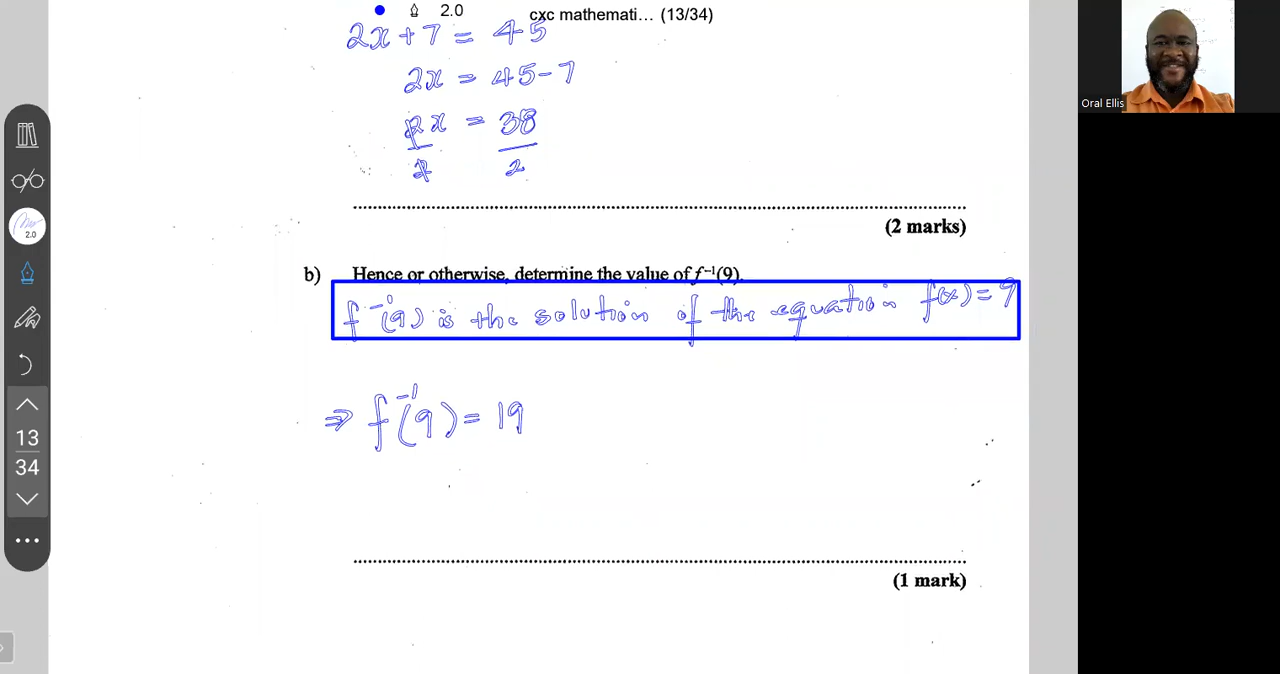 2.0
cxc mathemati... (13/34)
2x + 7 = 45
2x = 45 - 7
2x = 38
2 2
(2 marks)
b) Hence or otherwise, determine the value of f⁻¹(9).
f⁻¹(9) is the solution of the equation f(x) = 9
⇒ f⁻¹(9) = 19
(1 mark)
2.0
13
34
Oral Ellis